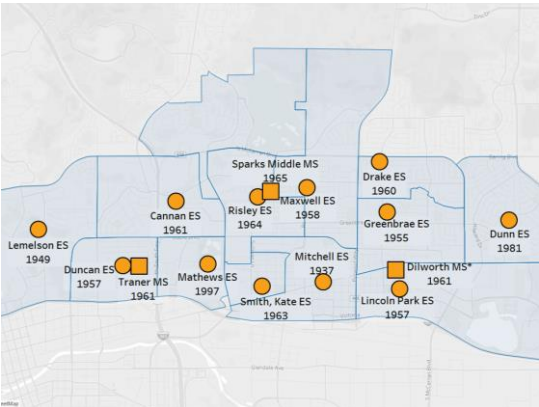 Sparks Middle MS
1965
Drake ES
1960
Risley ES
1964
Maxwell ES
1958
Cannan ES
1961
Greenbrae ES
1955
Dunn ES
1981
Lemelson ES
1949
Duncan ES
1957
Traner MS
1961
Mathews ES
1997
Mitchell ES
1937
Smith, Kate ES
1963
Dilworth MS*
1961
Lincoln Park ES
1957